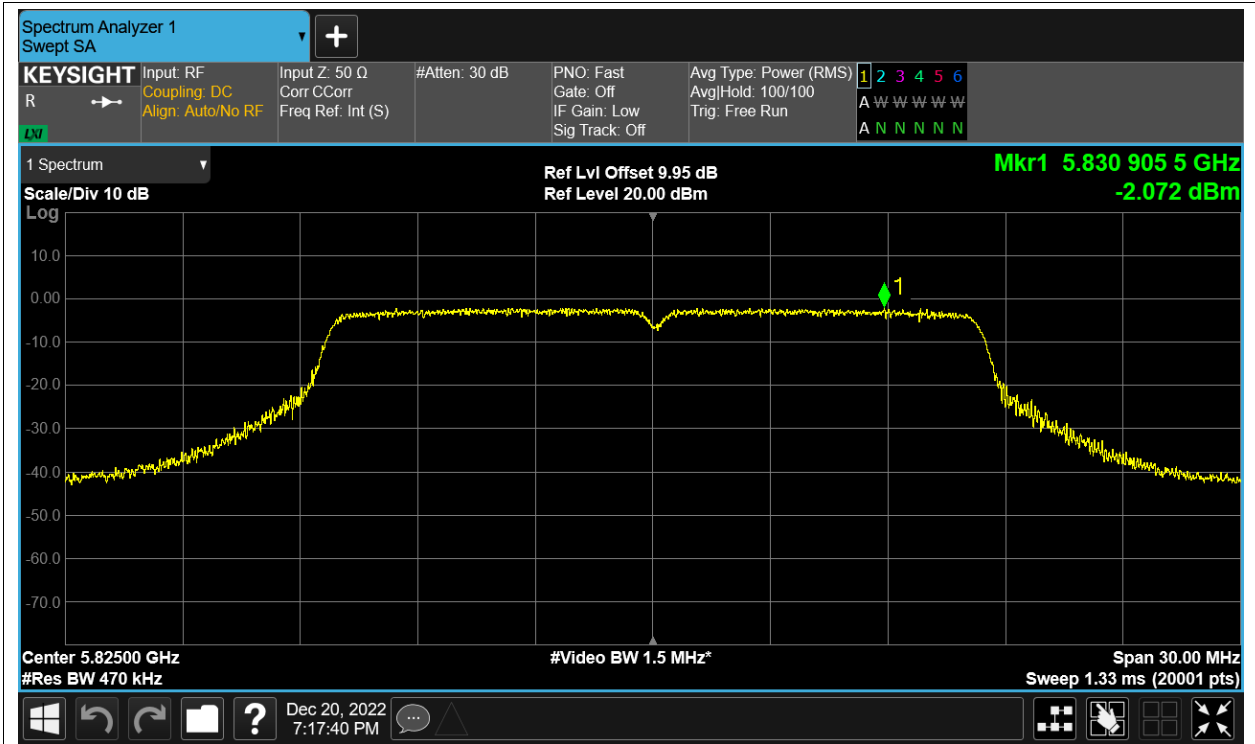 Spectrum Analyzer 1
Swept SA
KEYSIGHT
R
LXI
Input: RF
Coupling: DC
Align: Auto/No RF
Input Z: 50 Ω
Corr CCorr
Freq Ref: Int (S)
#Atten: 30 dB
PNO: Fast
Gate: Off
IF Gain: Low
Sig Track: Off
Avg Type: Power (RMS)
Avg|Hold: 100/100
Trig: Free Run
1 2 3 4 5 6
A W W W W W
A N N N N N
1 Spectrum
Scale/Div 10 dB
Log
Ref Lvl Offset 9.95 dB
Ref Level 20.00 dBm
Mkr1 5.830 905 5 GHz
-2.072 dBm
10.0
0.00
-10.0
-20.0
-30.0
-40.0
-50.0
-60.0
-70.0
1
Center 5.82500 GHz
#Res BW 470 kHz
#Video BW 1.5 MHz*
Span 30.00 MHz
Sweep 1.33 ms (20001 pts)
?
Dec 20, 2022
7:17:40 PM